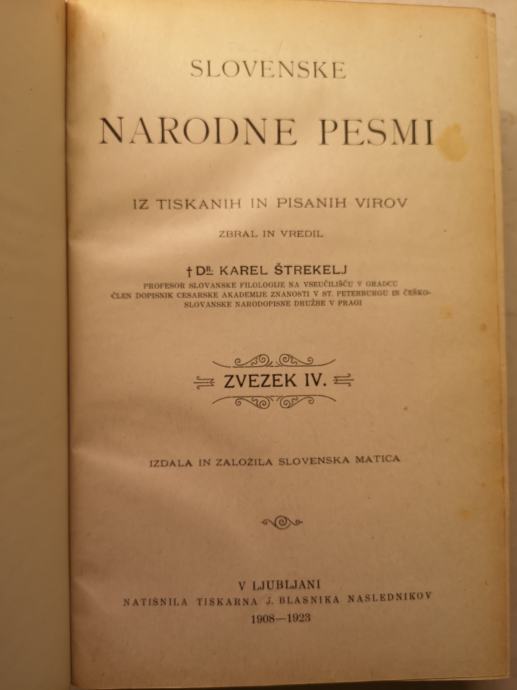 SLOVENSKE
NARODNE PESMI
IZ TISKANIH IN PISANIH VIROV
ZBRAL IN VREDIL
† DR. KAREL ŠTREKELJ
PROFESOR SLOVANSKE FILOLOGIJE NA VSEUČILIŠČU V GRADCU
ČLEN DOPISNIK CESARSKE AKADEMIJE ZNANOSTI V ST. PETERBURGU IN ČEŠKO-
SLOVANSKE NARODOPISNE DRUŽBE V PRAGI
ZVEZEK IV.
IZDALA IN ZALOŽILA SLOVENSKA MATICA
V LJUBLJANI
NATISNILA TISKARNA J. BLASNIKA NASLEDNIKOV
1908—1923